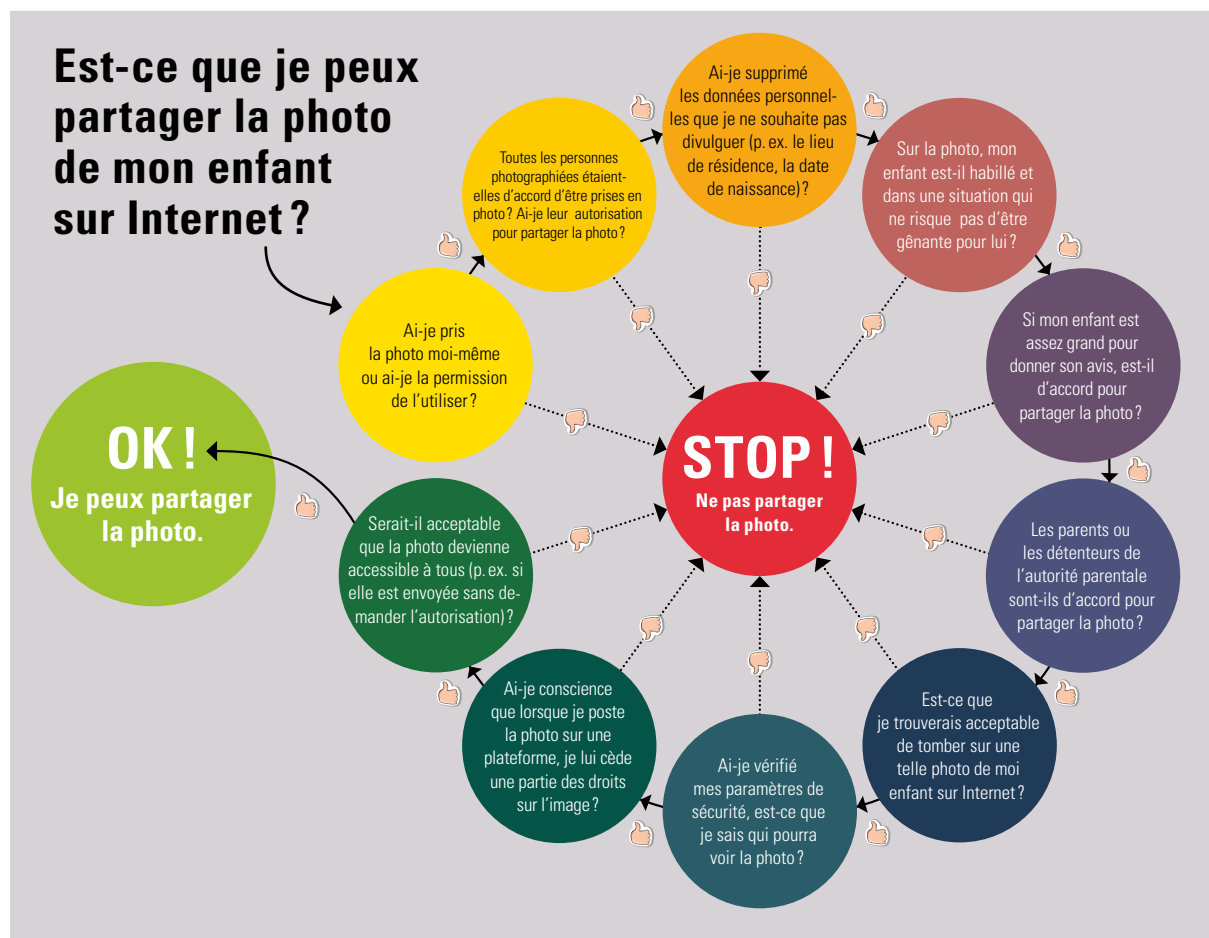 Est-ce que je peux
partager la photo
de mon enfant
sur Internet ?
Ai-je pris
la photo moi-même
ou ai-je la permission
de l'utiliser ?
Toutes les personnes
photographiées étaient-
elles d'accord d'être prises en
photo ? Ai-je leur autorisation
pour partager la photo ?
Ai-je supprimé
les données personnel-
les que je ne souhaite pas
divulguer (p. ex. le lieu
de résidence, la date
de naissance) ?
Sur la photo, mon
enfant est-il habillé et
dans une situation qui
ne risque pas d'être
gênante pour lui ?
Si mon enfant est
assez grand pour
donner son avis, est-il
d'accord pour
partager la photo ?
Les parents ou
les détenteurs de
l'autorité parentale
sont-ils d'accord pour
partager la photo ?
Est-ce que
je trouverais acceptable
de tomber sur une
telle photo de moi
enfant sur Internet ?
Ai-je vérifié
mes paramètres de
sécurité, est-ce que
je sais qui pourra
voir la photo ?
Ai-je conscience
que lorsque je poste
la photo sur une
plateforme, je lui cède
une partie des droits
sur l'image ?
Serait-il acceptable
que la photo devienne
accessible à tous (p. ex. si
elle est envoyée sans de-
mander l'autorisation) ?
OK !
Je peux partager
la photo.
STOP !
Ne pas partager
la photo.